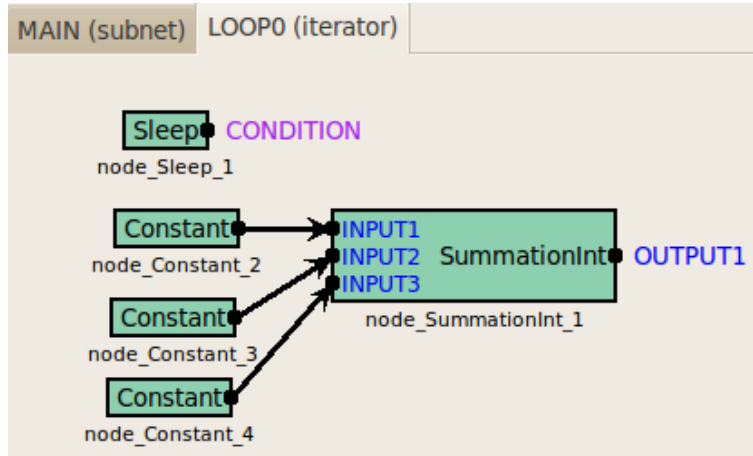 MAIN (subnet) LOOP0 (iterator)
Sleep CONDITION
node_Sleep_1
Constant
node_Constant_2
Constant
node_Constant_3
Constant
node_Constant_4
INPUT1
INPUT2 SummationInt OUTPUT1
INPUT3
node_SummationInt_1